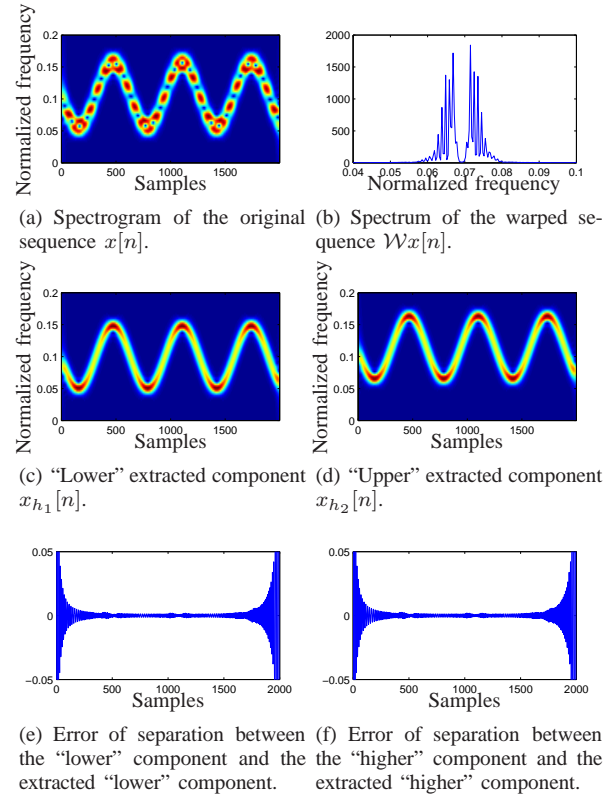 0.2
0.15
0.1
0.05
0
0 500 1000 1500
Normalized frequency
Samples
2000
1500
1000
500
0
0.04 0.05 0.06 0.07 0.08 0.09 0.1
Normalized frequency
(a) Spectrogram of the original
sequence x[n].
(b) Spectrum of the warped se-
quence 𝒲x[n].
0.2
0.15
0.1
0.05
0
0 500 1000 1500
Normalized frequency
Samples
0.2
0.15
0.1
0.05
0
0 500 1000 1500
Normalized frequency
Samples
(c) “Lower” extracted component
x_{h_1}[n].
(d) “Upper” extracted component
x_{h_2}[n].
0.05
0
−0.05
0 500 1000 1500 2000
Samples
0.05
0
−0.05
0 500 1000 1500 2000
Samples
(e) Error of separation between
the “lower” component and the
extracted “lower” component.
(f) Error of separation between
the “higher” component and the
extracted “higher” component.